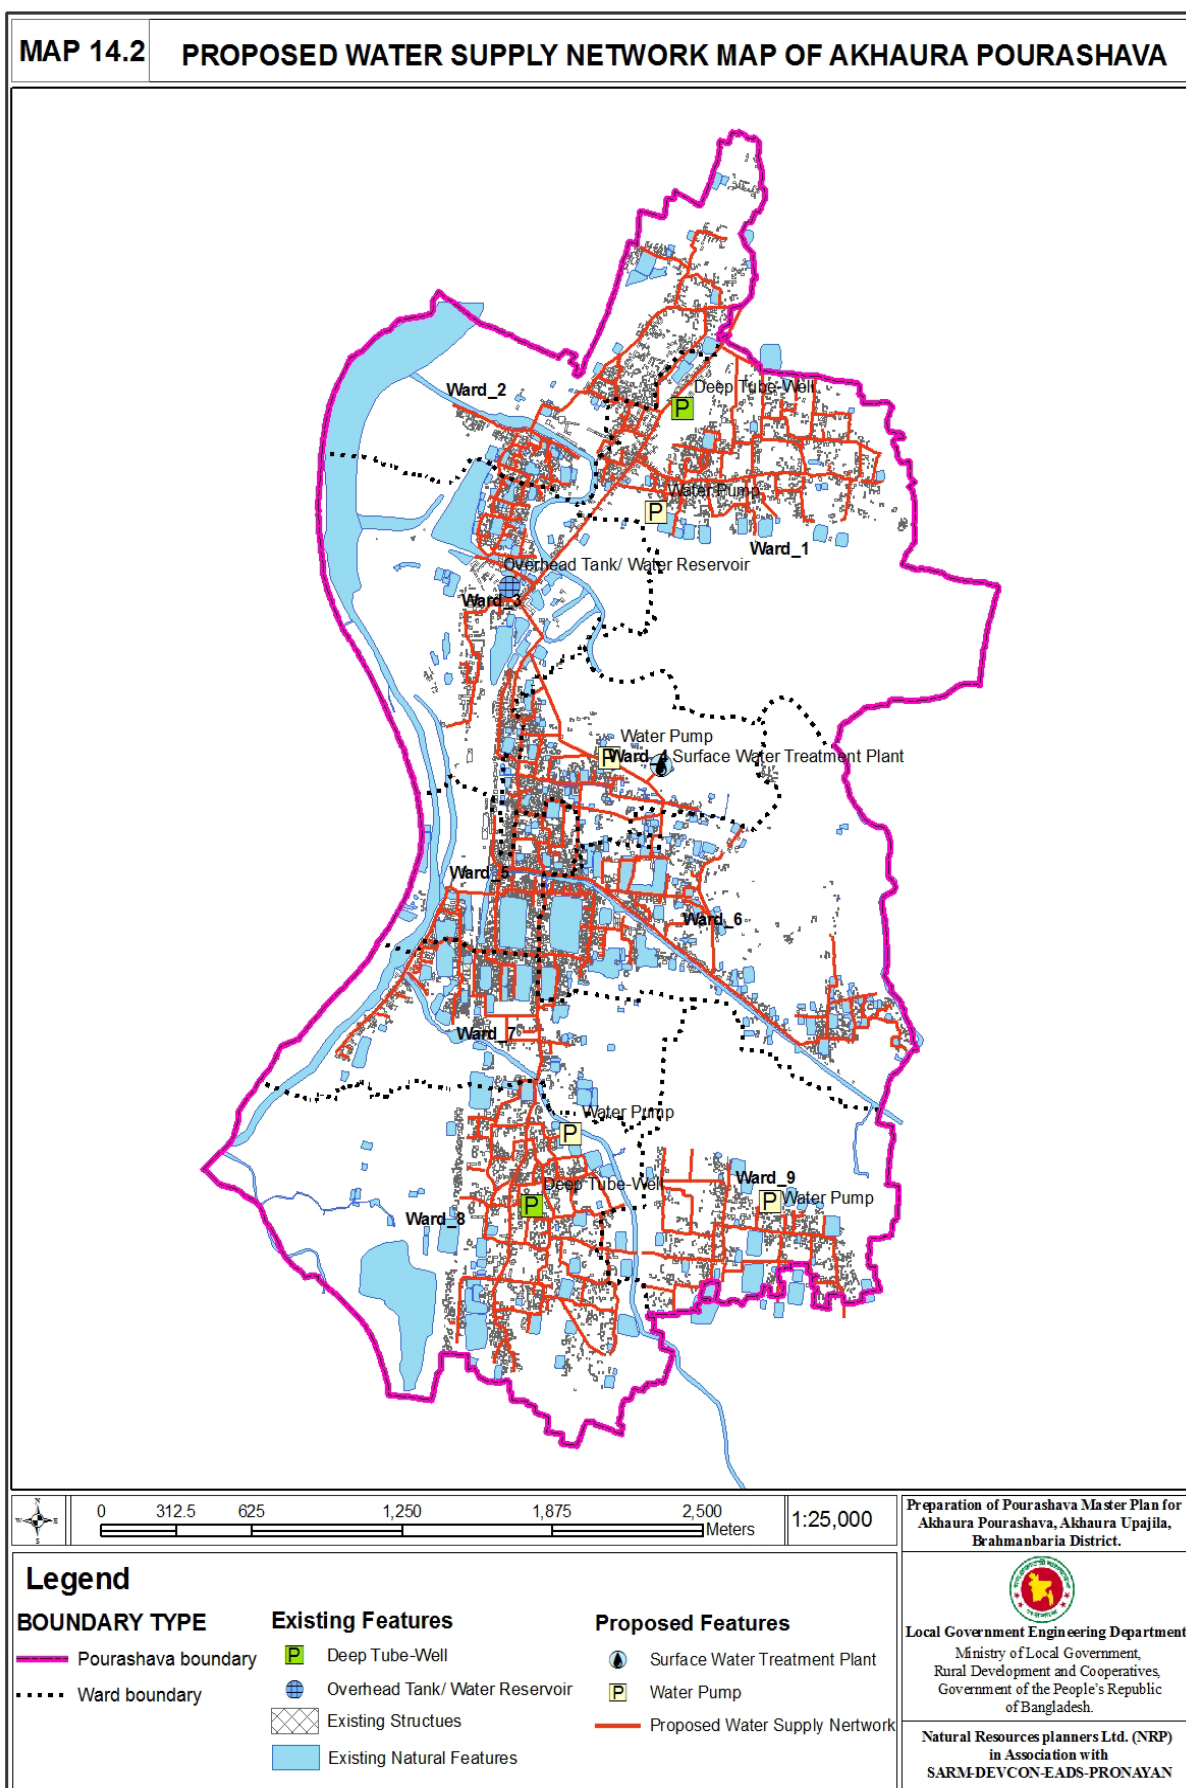 MAP 14.2
PROPOSED WATER SUPPLY NETWORK MAP OF AKHAURA POURASHAVA
Ward_2
Deep Tube-Well
Water Pump
P
P
Ward_1
Overhead Tank/ Water Reservoir
Ward_3
Water Pump
P
Ward_4
Surface Water Treatment Plant
Ward_5
Ward_6
Ward_7
Water Pump
P
Deep Tube-Well
P
Ward_8
Ward_9
P
Water Pump
N
W
E
S
0 312.5 625 1,250 1,875 2,500
Meters
1:25,000
Legend
BOUNDARY TYPE
Pourashava boundary
Ward boundary
Existing Features
P Deep Tube-Well
Overhead Tank/ Water Reservoir
Existing Structues
Existing Natural Features
Proposed Features
Surface Water Treatment Plant
P Water Pump
Proposed Water Supply Nertwork
Preparation of Pourashava Master Plan for
Akhaura Pourashava, Akhaura Upajila,
Brahmanbaria District.
Local Government Engineering Department
Ministry of Local Government,
Rural Development and Cooperatives,
Government of the People's Republic
of Bangladesh.
Natural Resources planners Ltd. (NRP)
in Association with
SARM-DEVCON-EADS-PRONAYAN